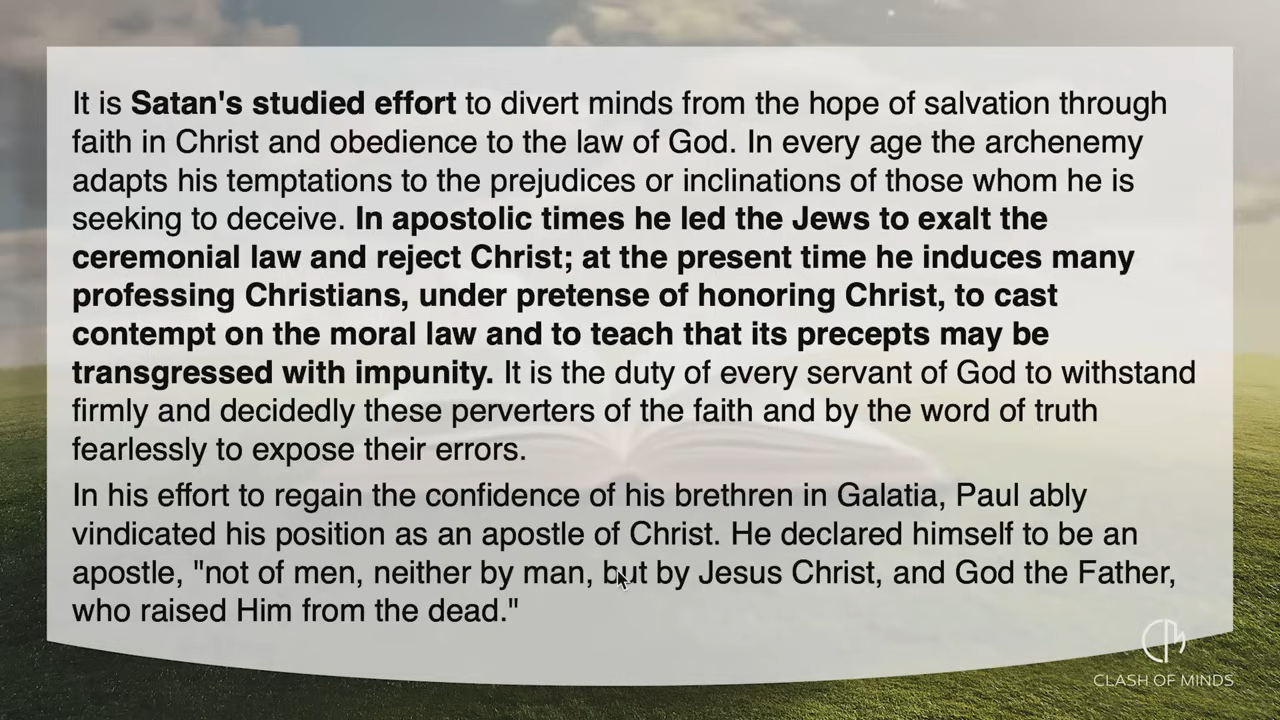 It is Satan's studied effort to divert minds from the hope of salvation through
faith in Christ and obedience to the law of God. In every age the archenemy
adapts his temptations to the prejudices or inclinations of those whom he is
seeking to deceive. In apostolic times he led the Jews to exalt the
ceremonial law and reject Christ; at the present time he induces many
professing Christians, under pretense of honoring Christ, to cast
contempt on the moral law and to teach that its precepts may be
transgressed with impunity. It is the duty of every servant of God to withstand
firmly and decidedly these perverters of the faith and by the word of truth
fearlessly to expose their errors.
In his effort to regain the confidence of his brethren in Galatia, Paul ably
vindicated his position as an apostle of Christ. He declared himself to be an
apostle, "not of men, neither by man, but by Jesus Christ, and God the Father,
who raised Him from the dead."
CLASH OF MINDS